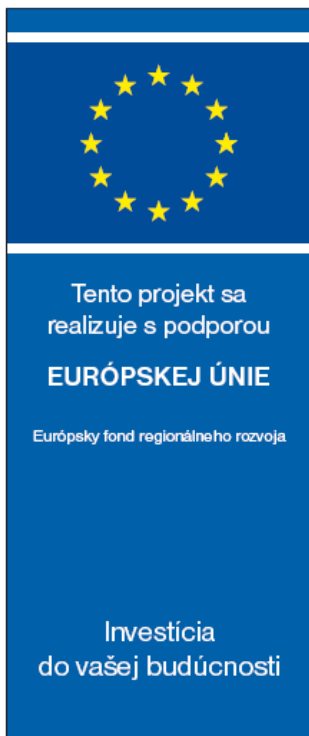 Tento projekt sa
realizuje s podporou
EURÓPSKEJ ÚNIE
Európsky fond regionálneho rozvoja
Investícia
do vašej budúcnosti